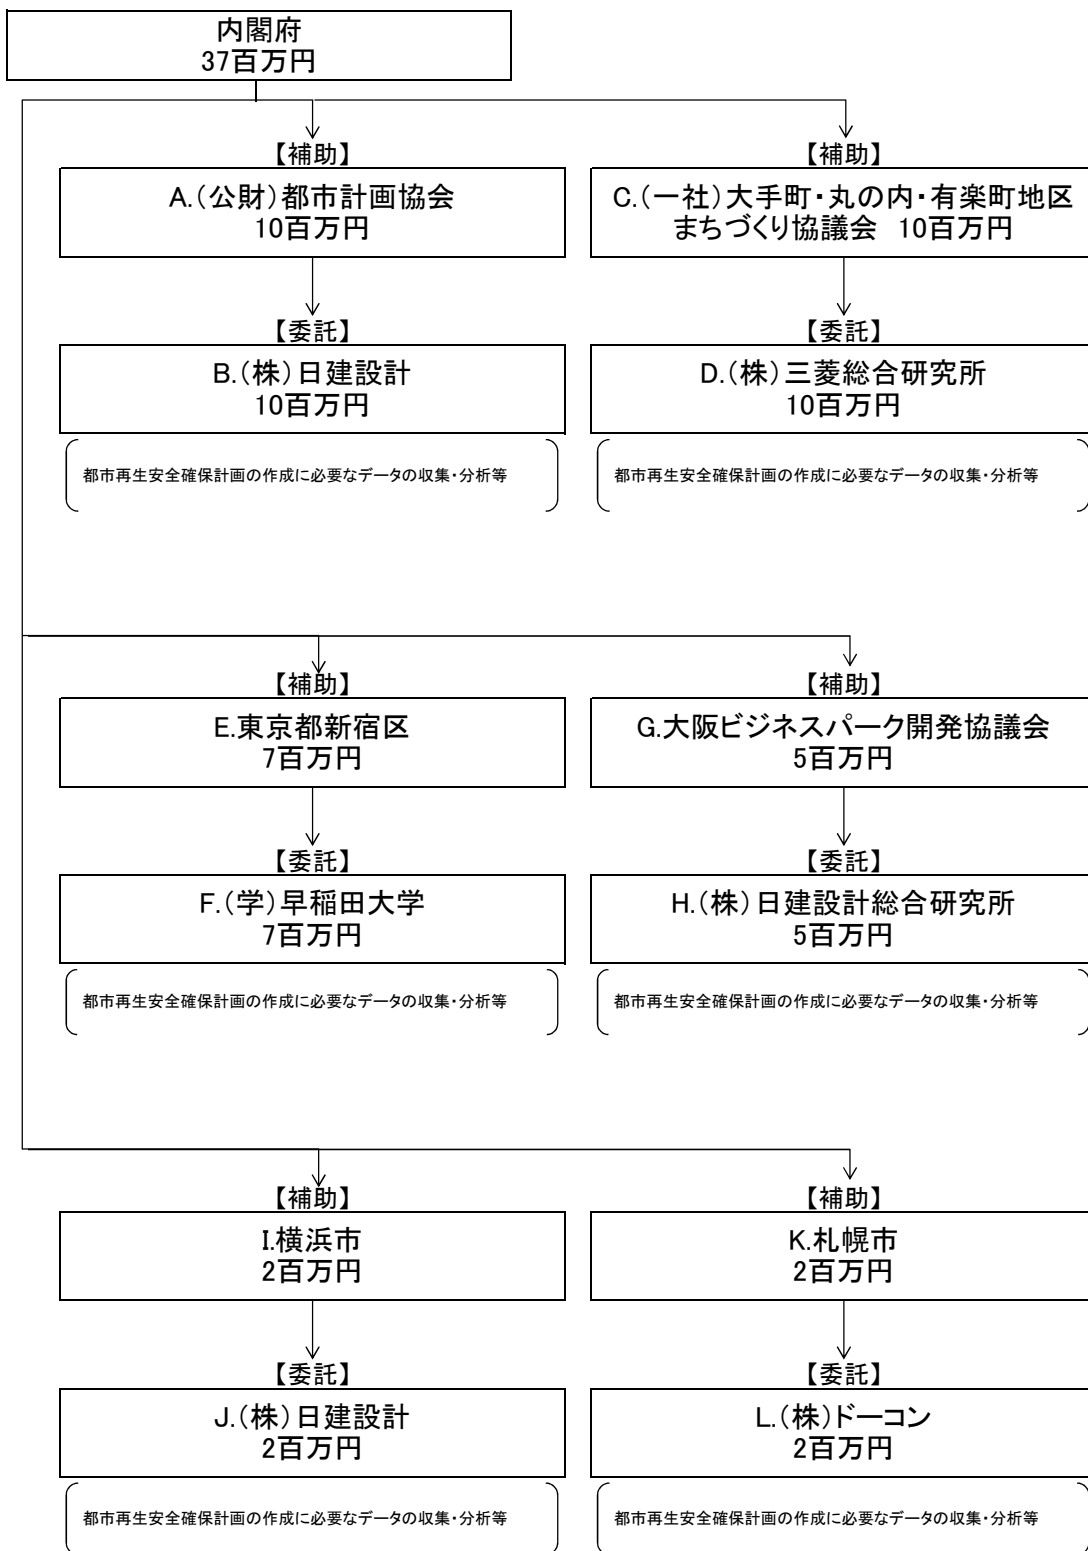 内閣府
37百万円
【補助】
A.(公財)都市計画協会
10百万円
【委託】
B.(株)日建設計
10百万円
都市再生安全確保計画の作成に必要なデータの収集・分析等
【補助】
C.(一社)大手町・丸の内・有楽町地区
まちづくり協議会 10百万円
【委託】
D.(株)三菱総合研究所
10百万円
都市再生安全確保計画の作成に必要なデータの収集・分析等
【補助】
E.東京都新宿区
7百万円
【委託】
F.(学)早稲田大学
7百万円
都市再生安全確保計画の作成に必要なデータの収集・分析等
【補助】
G.大阪ビジネスパーク開発協議会
5百万円
【委託】
H.(株)日建設計総合研究所
5百万円
都市再生安全確保計画の作成に必要なデータの収集・分析等
【補助】
I.横浜市
2百万円
【委託】
J.(株)日建設計
2百万円
都市再生安全確保計画の作成に必要なデータの収集・分析等
【補助】
K.札幌市
2百万円
【委託】
L.(株)ドーコン
2百万円
都市再生安全確保計画の作成に必要なデータの収集・分析等